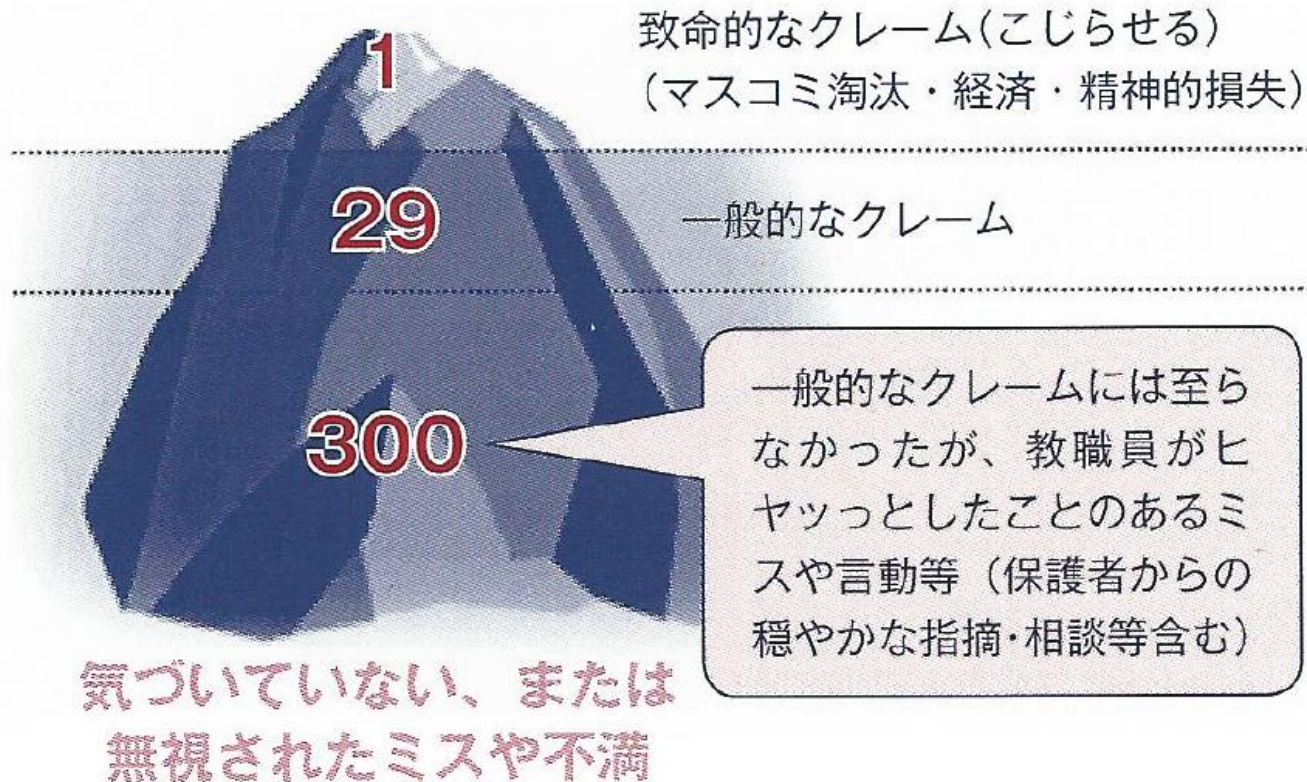 1
致命的なクレーム(こじらせる)
(マスコミ淘汰・経済・精神的損失)
29
一般的なクレーム
300
一般的なクレームには至ら
なかったが、教職員がヒ
ヤッっとしたことのあるミ
スや言動等（保護者からの
穏やかな指摘・相談等含む）
気づいていない、または
無視されたミスや不満